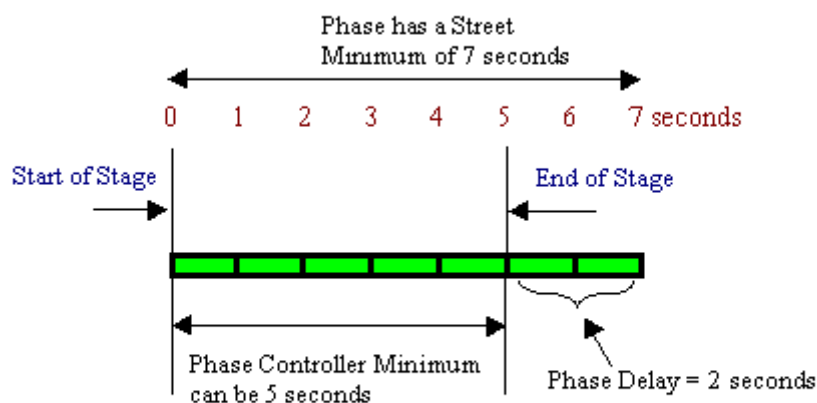 Phase has a Street
Minimum of 7 seconds
0 1 2 3 4 5 6 7 seconds
Start of Stage
End of Stage
Phase Controller Minimum
can be 5 seconds
Phase Delay = 2 seconds